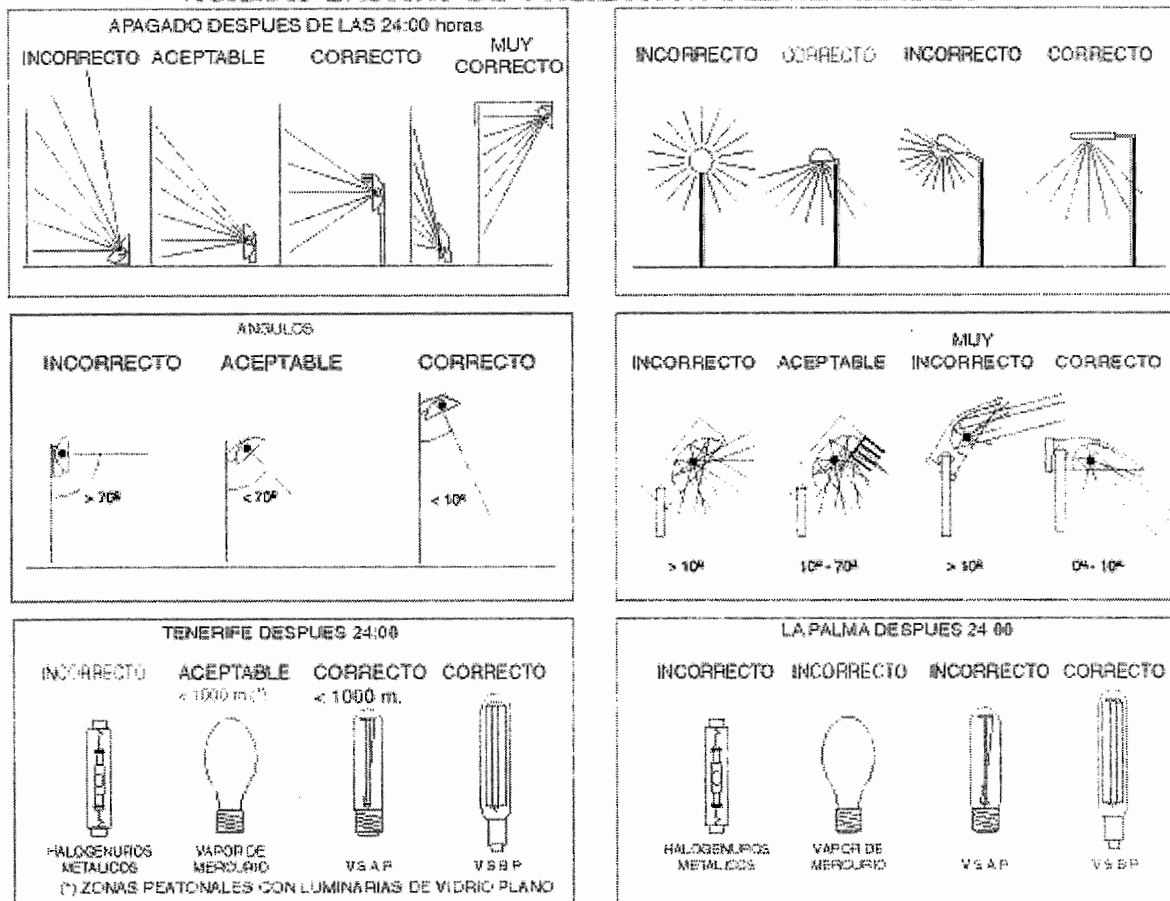 APAGADO DESPUES DE LAS 24:00 horas
INCORRECTO ACEPTABLE CORRECTO MUY CORRECTO
INCORRECTO CORRECTO INCORRECTO CORRECTO
ANGULOS
INCORRECTO ACEPTABLE CORRECTO
> 70º < 70º < 10º
INCORRECTO ACEPTABLE MUY INCORRECTO CORRECTO
> 10º 10º - 70º > 10º 0º - 10º
TENERIFE DESPUES 24:00
INCORRECTO ACEPTABLE CORRECTO CORRECTO
< 1000 m (*) < 1000 m.
HALOGENUROS METALICOS VAPOR DE MERCURIO V S A P V S B P
(*) ZONAS PEATONALES CON LUMINARIAS DE VIDRIO PLANO
LA PALMA DESPUES 24 00
INCORRECTO INCORRECTO INCORRECTO CORRECTO
HALOGENUROS METALICOS VAPOR DE MERCURIO V S A P V S B P